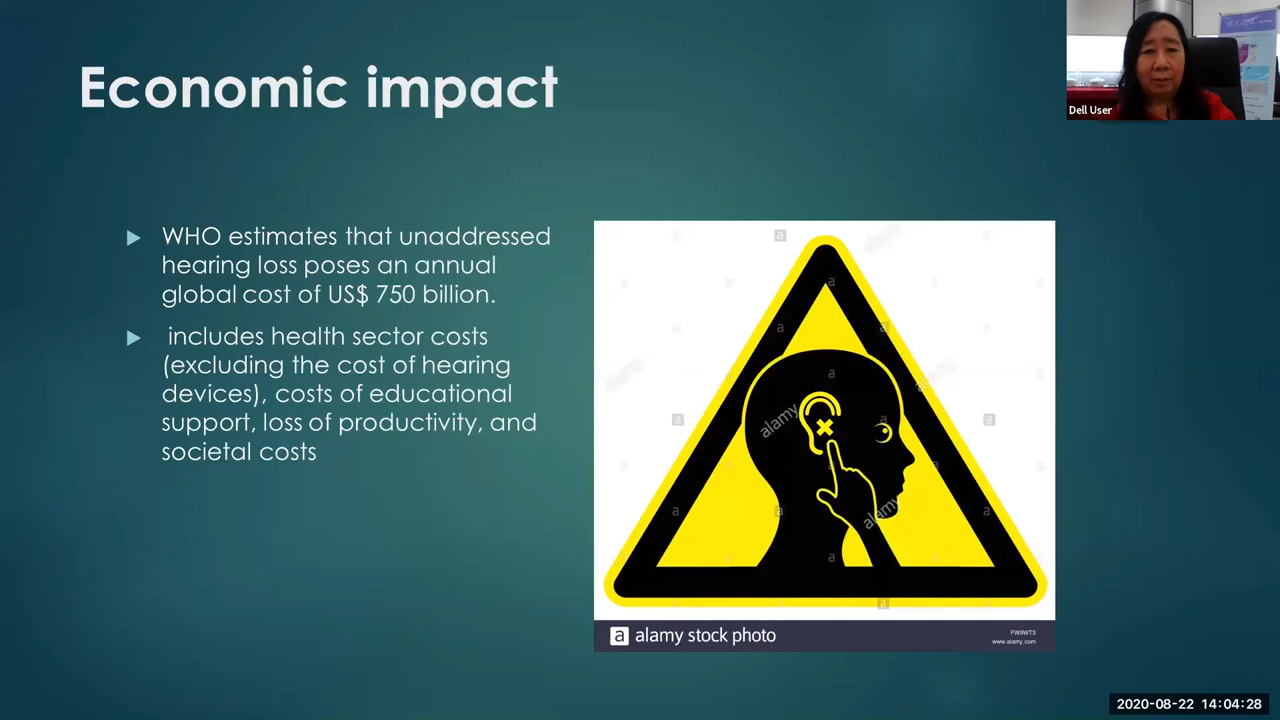 Economic impact
Dell User
WHO estimates that unaddressed
hearing loss poses an annual
global cost of US$ 750 billion.
includes health sector costs
(excluding the cost of hearing
devices), costs of educational
support, loss of productivity, and
societal costs
alamy
alamy
a alamy stock photo
FW9WT3
www.alamy.com
2020-08-22 14:04:28